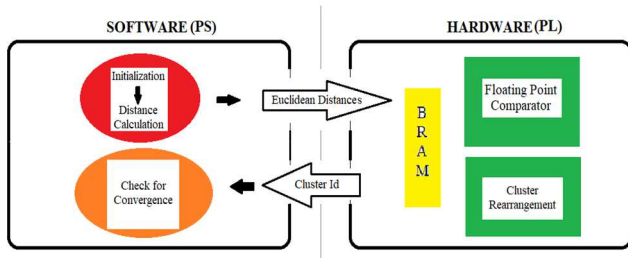 SOFTWARE (PS)
Initialization
Distance
Calculation
Check for
Convergence
Euclidean Distances
Cluster Id
HARDWARE (PL)
B
R
A
M
Floating Point
Comparator
Cluster
Rearrangement